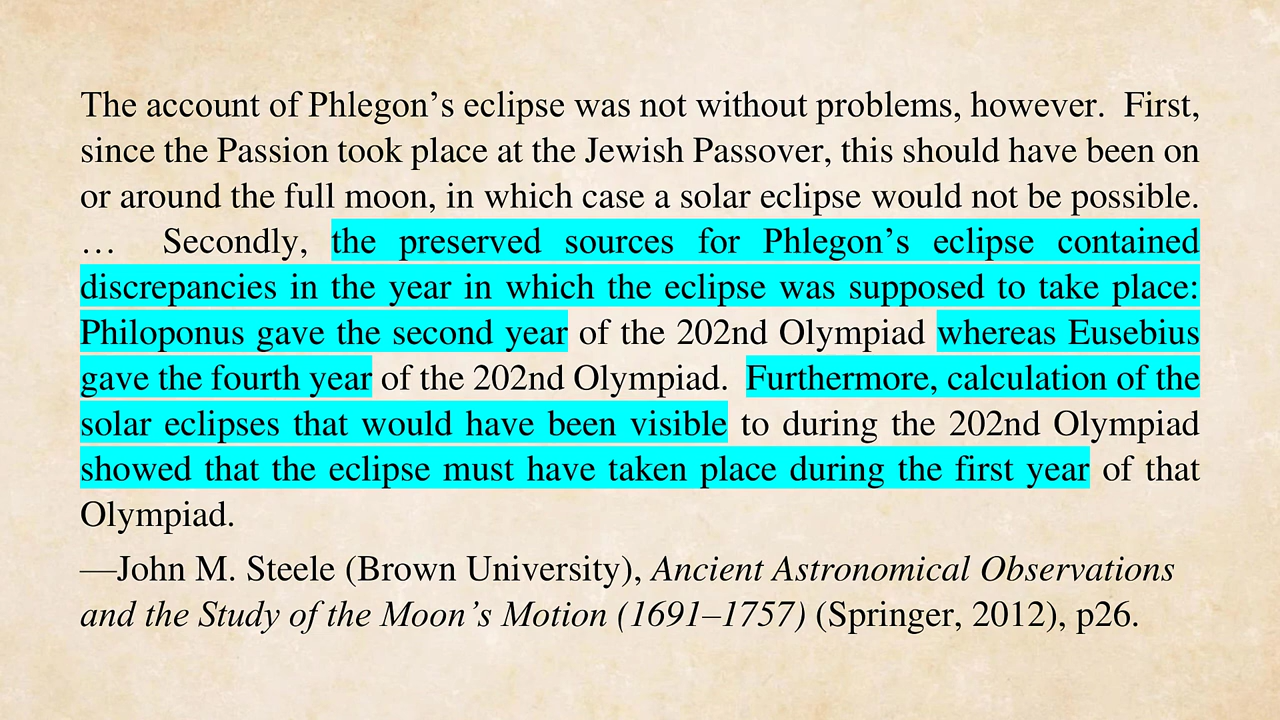 The account of Phlegon’s eclipse was not without problems, however.  First,
since the Passion took place at the Jewish Passover, this should have been on
or around the full moon, in which case a solar eclipse would not be possible.
…  Secondly, the preserved sources for Phlegon’s eclipse contained
discrepancies in the year in which the eclipse was supposed to take place:
Philoponus gave the second year of the 202nd Olympiad whereas Eusebius
gave the fourth year of the 202nd Olympiad.  Furthermore, calculation of the
solar eclipses that would have been visible to during the 202nd Olympiad
showed that the eclipse must have taken place during the first year of that
Olympiad.
—John M. Steele (Brown University), Ancient Astronomical Observations
and the Study of the Moon’s Motion (1691–1757) (Springer, 2012), p26.